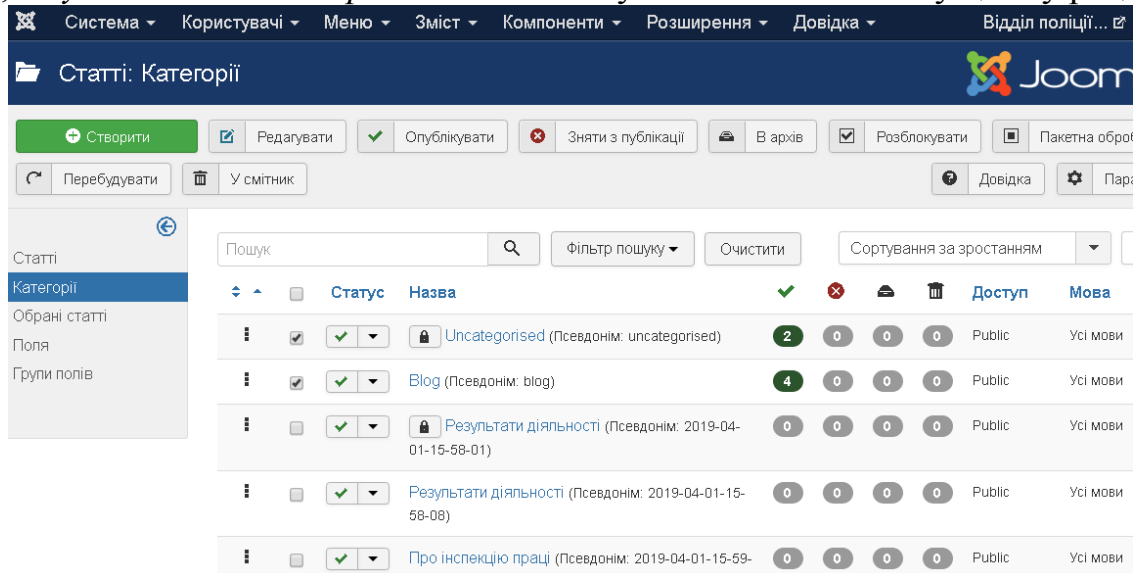 Система Користувачі Меню Зміст Компоненти Розширення Довідка Відділ поліції...
Статті: Категорії
Створити Редагувати Опублікувати Зняти з публікації В архів Розблокувати Пакетна оброб
Перебудувати У смітник Довідка Пара
Пошук Фільтр пошуку Очистити Сортування за зростанням
Статті
Категорії
Обрані статті
Поля
Групи полів
Статус Назва Доступ Мова
Uncategorised (Псевдонім: uncategorised) 2 0 0 0 Public Усі мови
Blog (Псевдонім: blog) 4 0 0 0 Public Усі мови
Результати діяльності (Псевдонім: 2019-04- 0 0 0 0 Public Усі мови
01-15-58-01)
Результати діяльності (Псевдонім: 2019-04-01-15- 0 0 0 0 Public Усі мови
58-08)
Про інспекцію праці (Псевдонім: 2019-04-01-15-59- 0 0 0 0 Public Усі мови